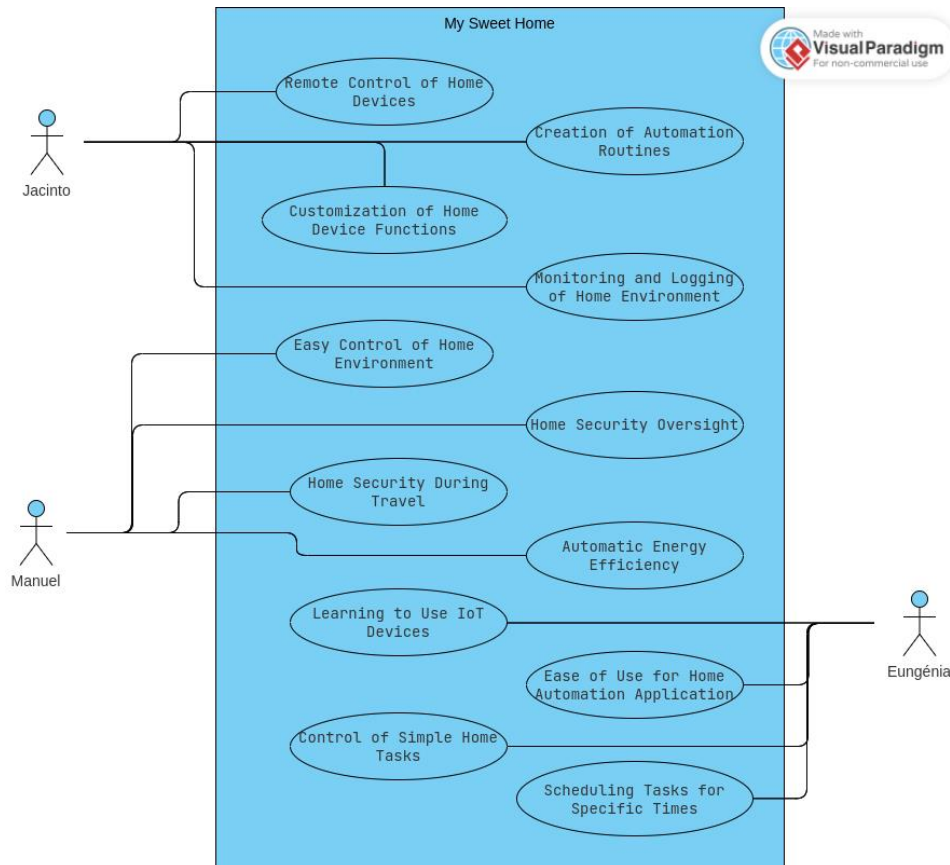 My Sweet Home
Made with
VisualParadigm
For non-commercial use
Remote Control of Home
Devices
Creation of Automation
Routines
Jacinto
Customization of Home
Device Functions
Monitoring and Logging
of Home Environment
Easy Control of Home
Environment
Home Security Oversight
Home Security During
Travel
Automatic Energy
Efficiency
Manuel
Learning to Use IoT
Devices
Eungénia
Ease of Use for Home
Automation Application
Control of Simple Home
Tasks
Scheduling Tasks for
Specific Times